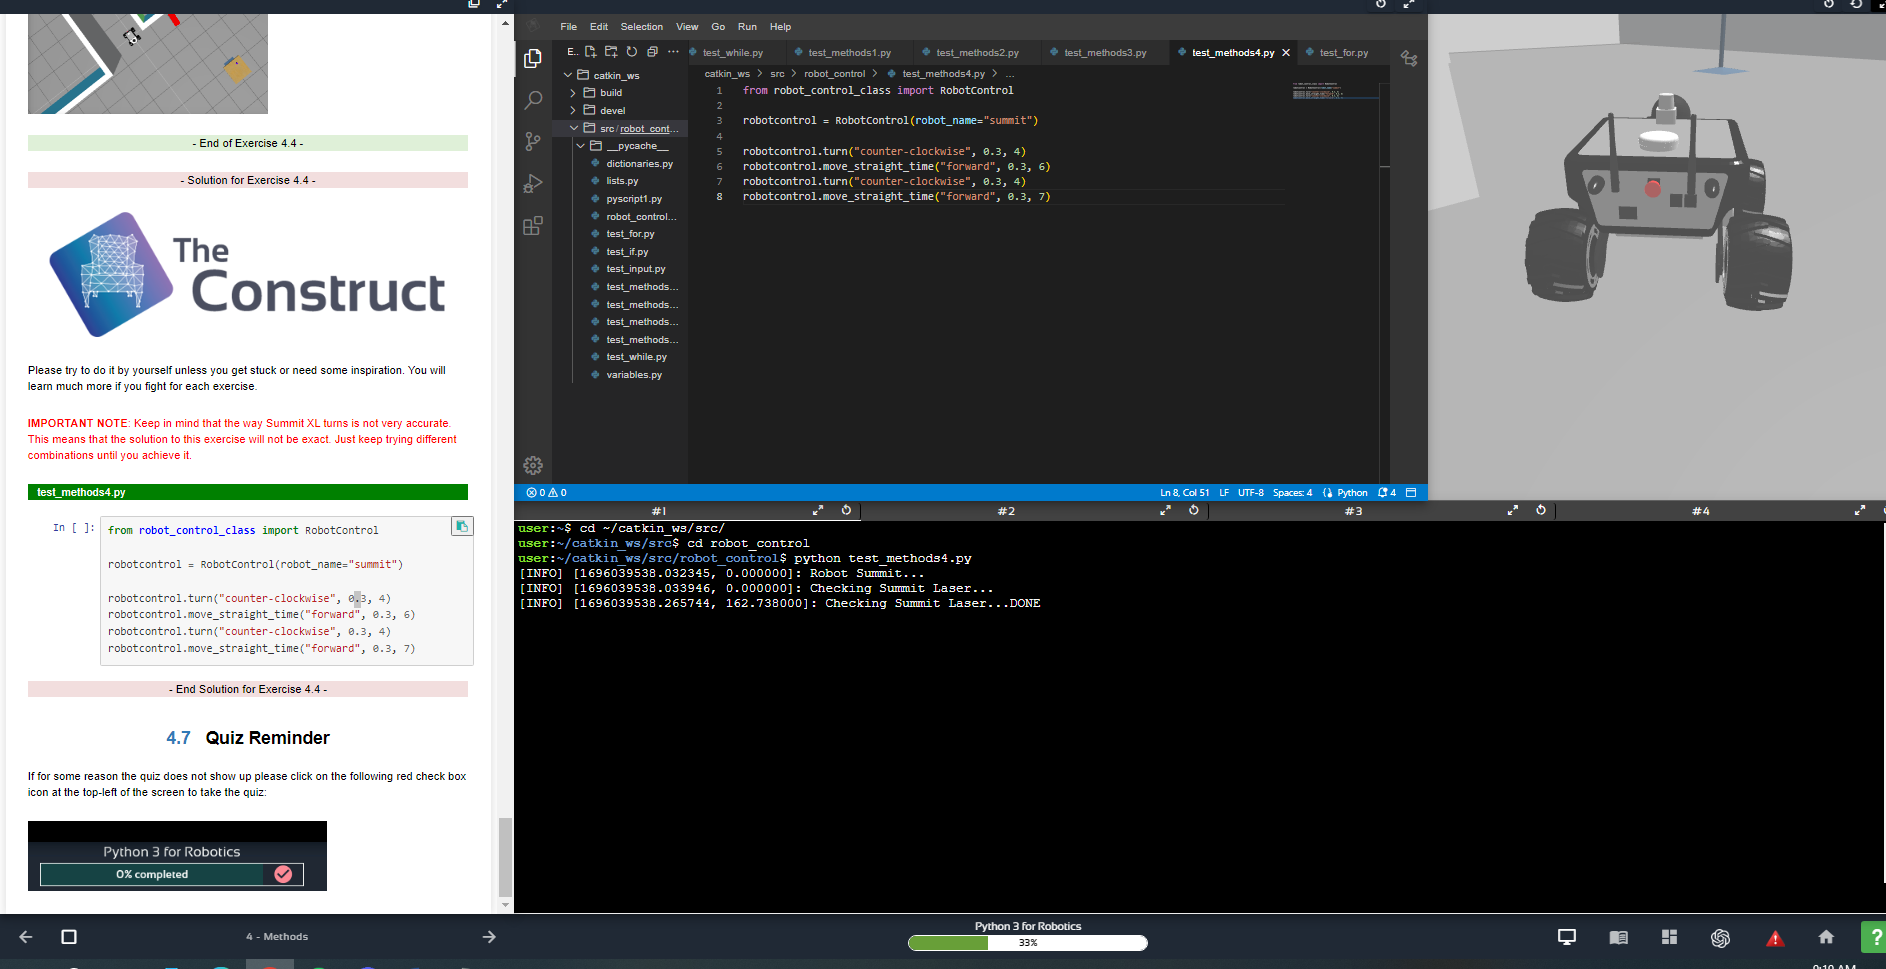 - End of Exercise 4.4 -
- Solution for Exercise 4.4 -
The
Construct
Please try to do it by yourself unless you get stuck or need some inspiration. You will
learn much more if you fight for each exercise.
IMPORTANT NOTE: Keep in mind that the way Summit XL turns is not very accurate.
This means that the solution to this exercise will not be exact. Just keep trying different
combinations until you achieve it.
test_methods4.py
In [ ]:
from robot_control_class import RobotControl
robotcontrol = RobotControl(robot_name="summit")
robotcontrol.turn("counter-clockwise", 0.3, 4)
robotcontrol.move_straight_time("forward", 0.3, 6)
robotcontrol.turn("counter-clockwise", 0.3, 4)
robotcontrol.move_straight_time("forward", 0.3, 7)
- End Solution for Exercise 4.4 -
4.7 Quiz Reminder
If for some reason the quiz does not show up please click on the following red check box
icon at the top-left of the screen to take the quiz:
Python 3 for Robotics
0% completed
File Edit Selection View Go Run Help
E..
test_while.py test_methods1.py test_methods2.py test_methods3.py test_methods4.py test_for.py
catkin_ws
build
devel
src/robot_cont...
__pycache__
dictionaries.py
lists.py
pyscript1.py
robot_control...
test_for.py
test_if.py
test_input.py
test_methods...
test_methods...
test_methods...
test_methods...
test_while.py
variables.py
catkin_ws > src > robot_control > test_methods4.py > ...
1 from robot_control_class import RobotControl
2
3 robotcontrol = RobotControl(robot_name="summit")
4
5 robotcontrol.turn("counter-clockwise", 0.3, 4)
6 robotcontrol.move_straight_time("forward", 0.3, 6)
7 robotcontrol.turn("counter-clockwise", 0.3, 4)
8 robotcontrol.move_straight_time("forward", 0.3, 7)
0 0
Ln 8, Col 51 LF UTF-8 Spaces: 4 Python 4
#1 #2 #3 #4
user:~$ cd ~/catkin_ws/src/
user:~/catkin_ws/src$ cd robot_control
user:~/catkin_ws/src/robot_control$ python test_methods4.py
[INFO] [1696039538.032345, 0.000000]: Robot Summit...
[INFO] [1696039538.033946, 0.000000]: Checking Summit Laser...
[INFO] [1696039538.265744, 162.738000]: Checking Summit Laser...DONE
4 - Methods
Python 3 for Robotics
33%
?